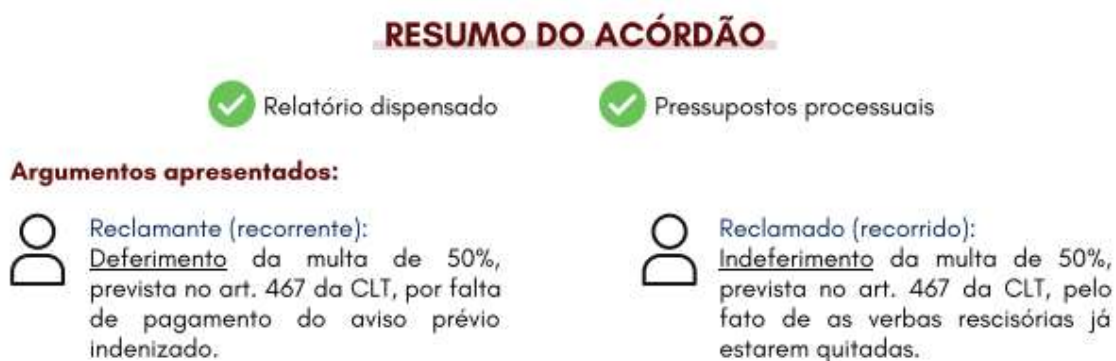 RESUMO DO ACÓRDÃO
Relatório dispensado
Pressupostos processuais
Argumentos apresentados:
Reclamante (recorrente):
Deferimento da multa de 50%,
prevista no art. 467 da CLT, por falta
de pagamento do aviso prévio
indenizado.
Reclamado (recorrido):
Indeferimento da multa de 50%,
prevista no art. 467 da CLT, pelo
fato de as verbas rescisórias já
estarem quitadas.